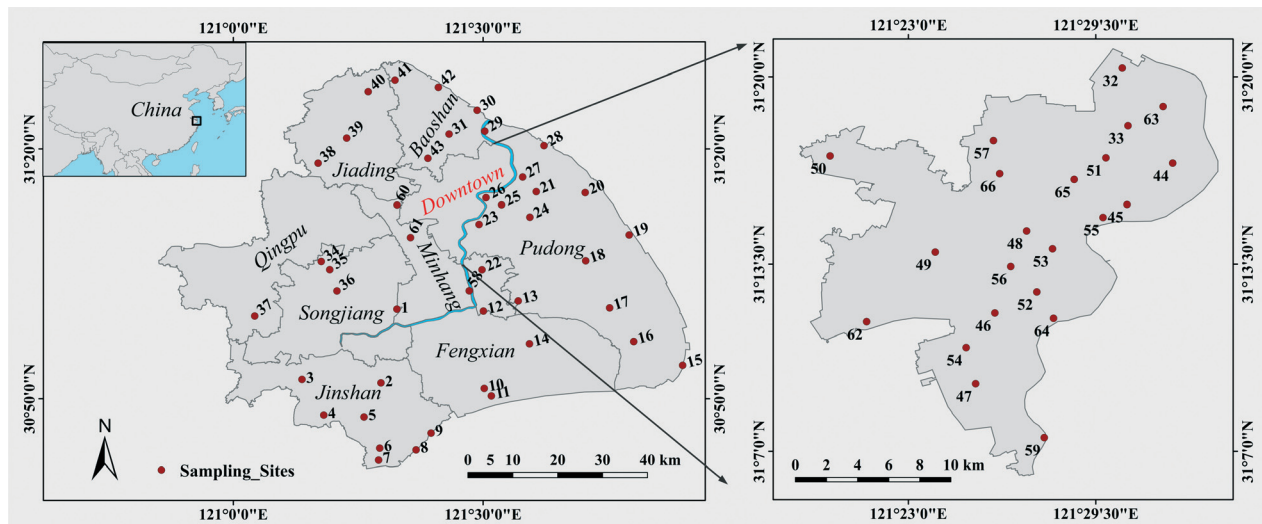 121°0'0"E
121°30'0"E
121°23'0"E
121°29'30"E
China
31°20'0"N
30°50'0"N
31°20'0"N
30°50'0"N
31°20'0"N
31°13'30"N
31°7'0"N
31°20'0"N
31°13'30"N
31°7'0"N
40
41
42
30
39
Baoshan
31
29
28
38
Jiading
43
27
60
Downtown
26
25
21
20
61
23
24
19
Qingpu
34
35
Minhang
22
Pudong
18
36
58
37
Songjiang
1
12
13
17
Fengxian
14
16
15
3
Jinshan
2
10
11
4
5
9
6
7
8
N
Sampling_Sites
0 5 10 20 30 40 km
32
63
33
57
50
51
44
66
65
45
55
48
49
53
56
52
62
46
64
54
47
59
0 2 4 6 8 10 km
121°0'0"E
121°30'0"E
121°23'0"E
121°29'30"E